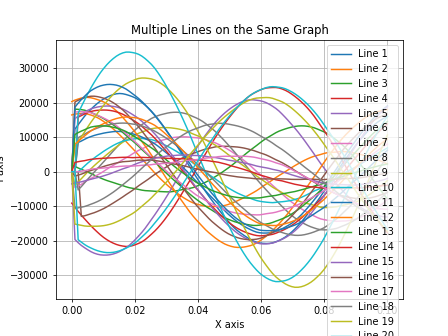 Multiple Lines on the Same Graph
30000
20000
10000
0
−10000
−20000
−30000
0.00
0.02
0.04
0.06
X axis
Line 1
Line 2
Line 3
Line 4
Line 5
Line 6
Line 7
Line 8
Line 9
Line 10
Line 11
Line 12
Line 13
Line 14
Line 15
Line 16
Line 17
Line 18
Line 19
Line 20